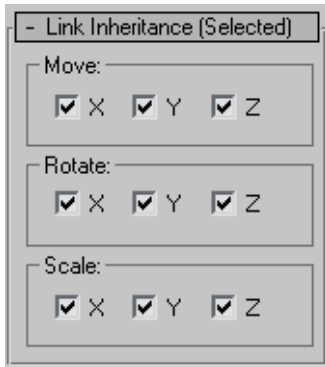 - Link Inheritance (Selected)
Move:
X Y Z
Rotate:
X Y Z
Scale:
X Y Z